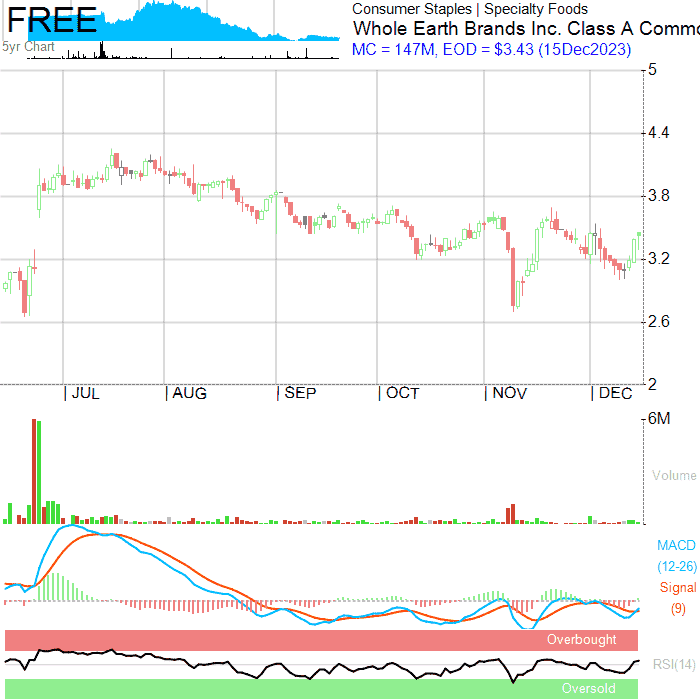 FREE
5yr Chart
Consumer Staples | Specialty Foods
Whole Earth Brands Inc. Class A Commo
MC = 147M, EOD = $3.43 (15Dec2023)
5
4.4
3.8
3.2
2.6
2
| JUL | AUG | SEP | OCT | NOV | DEC
6M
Volume
MACD
(12-26)
Signal
(9)
Overbought
RSI(14)
Oversold